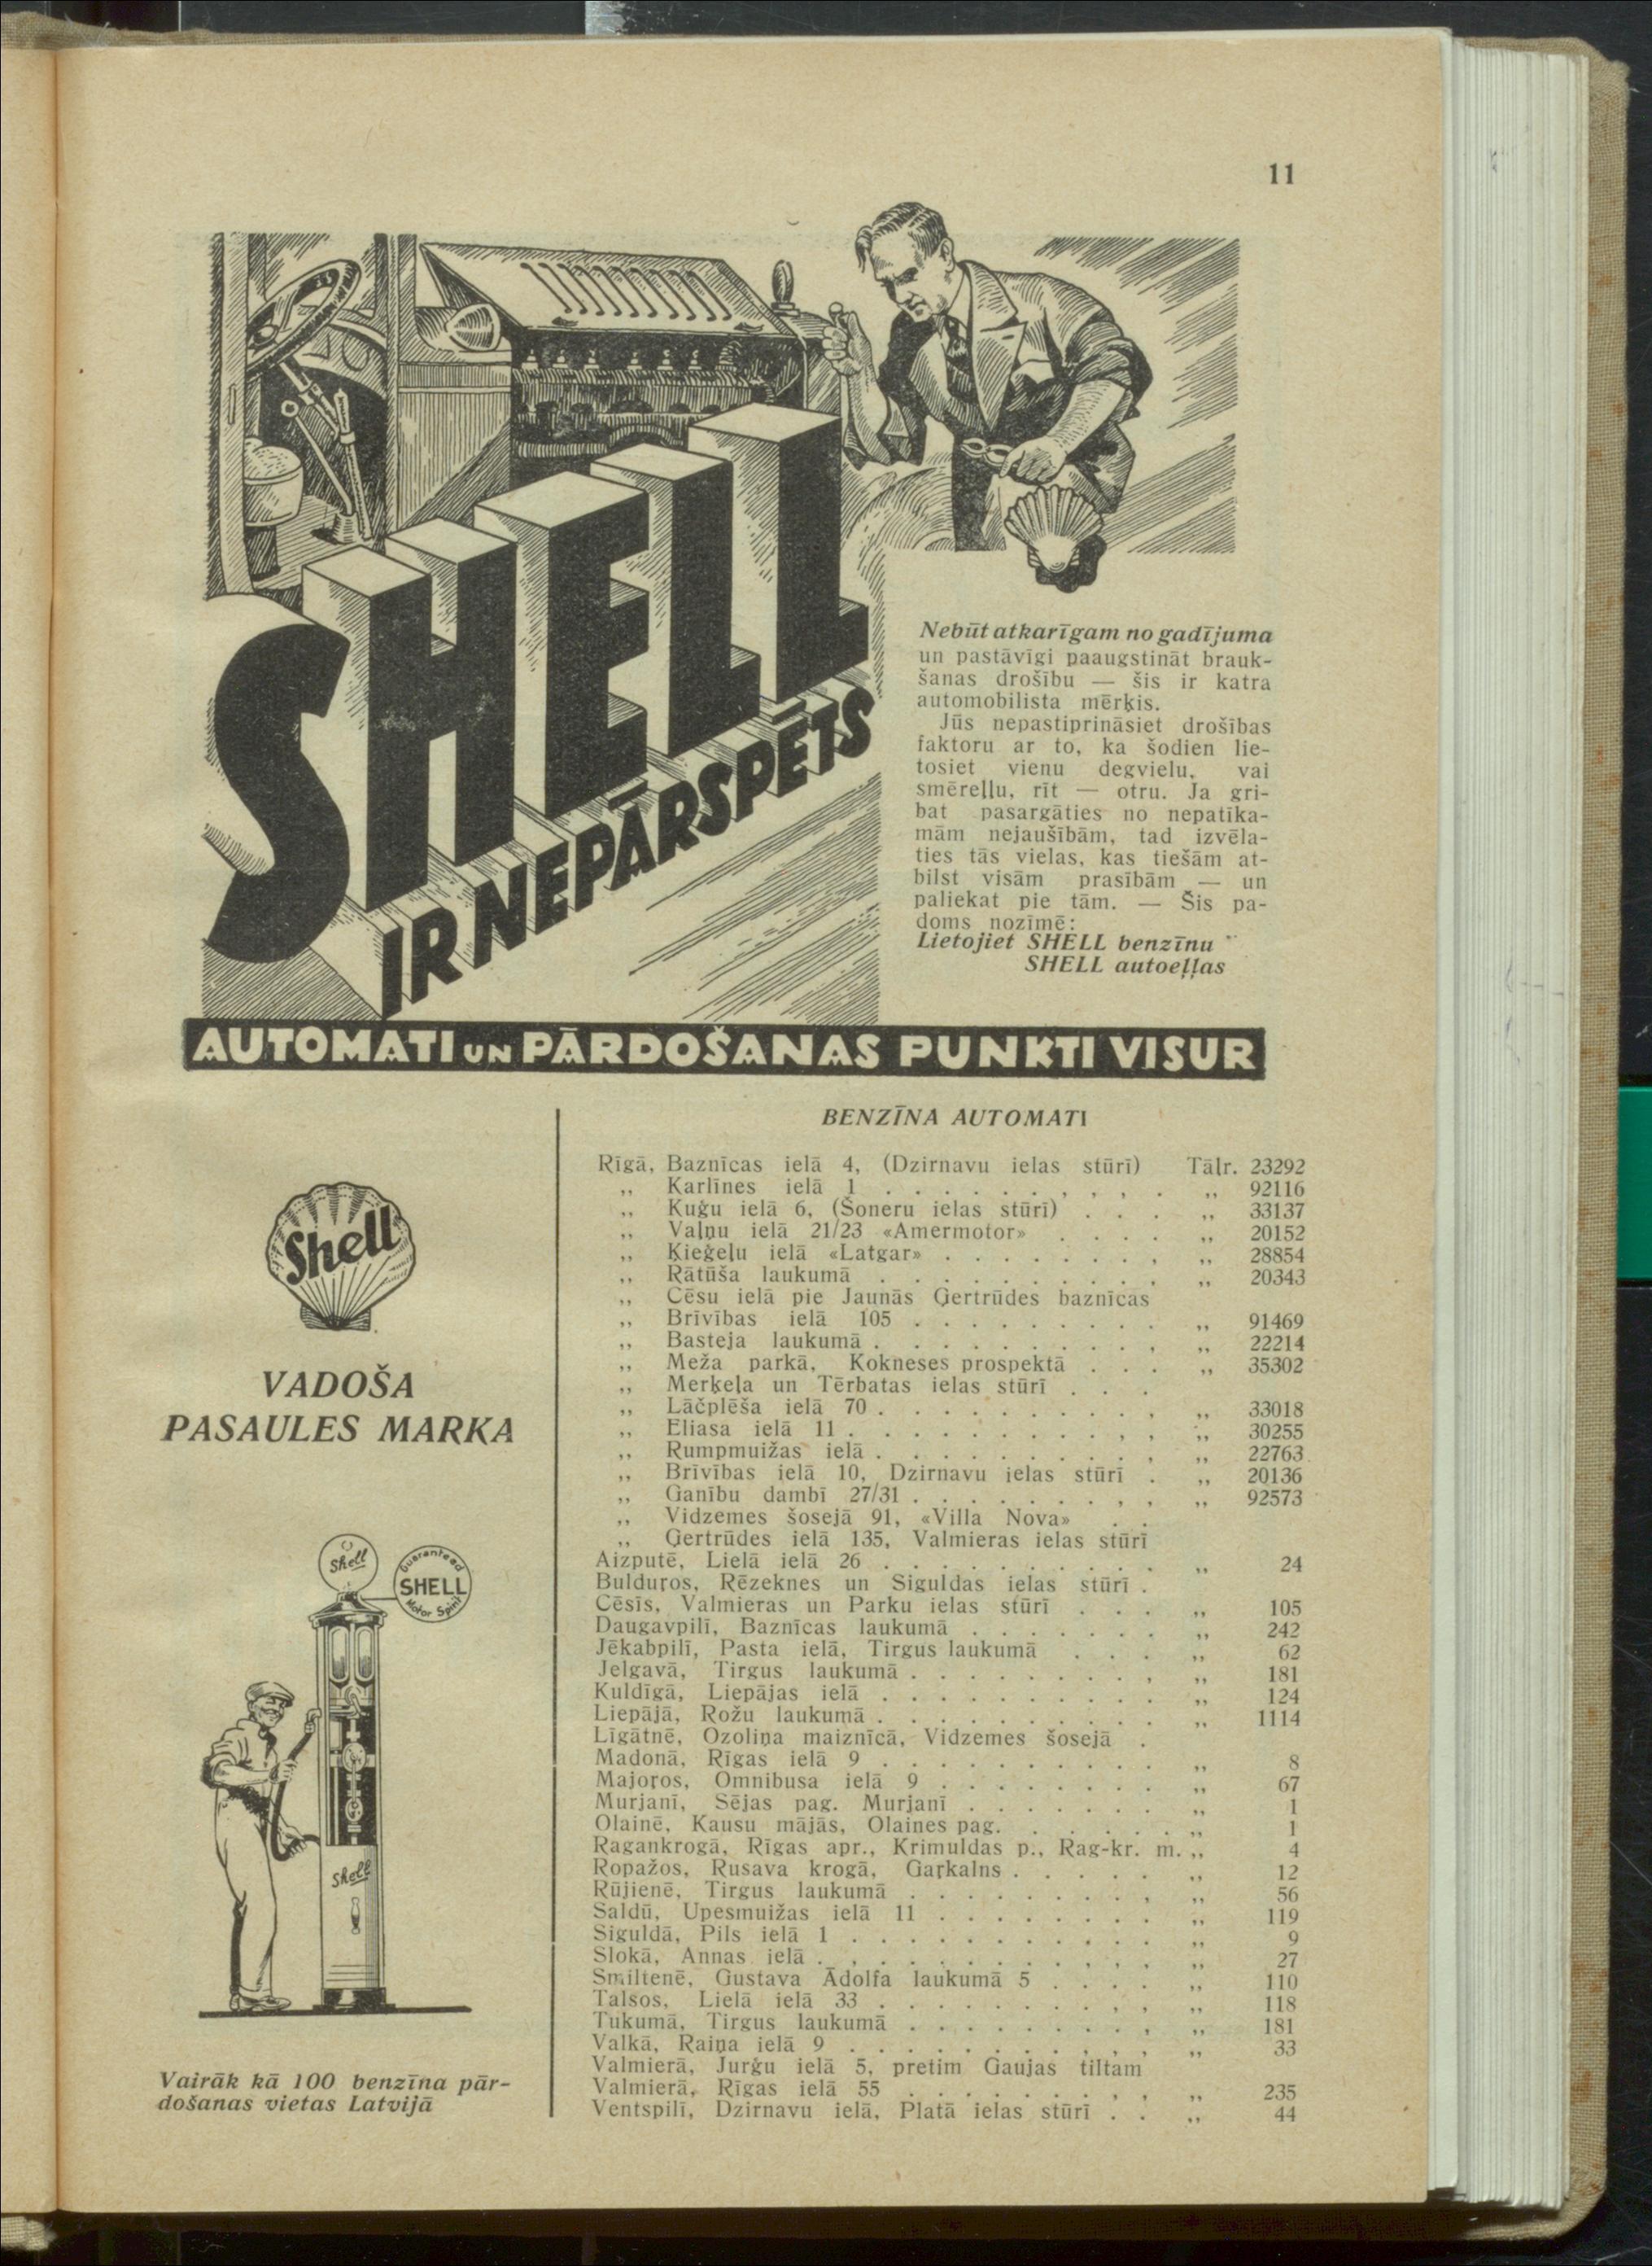 11
SHELL
IR NEPĀRSPĒTS
Nebūt atkarīgam no gadījuma
un pastāvīgi paaugstināt brauk-
šanas drošību — šis ir katra
automobilista mērķis.
Jūs nepastiprināsiet drošības
faktoru ar to, ka šodien lie-
tosiet vienu degvielu, vai
smēreļļu, rīt — otru. Ja gri-
bat pasargāties no nepatīka-
mām nejaušībām, tad izvēla-
ties tās vielas, kas tiešām at-
bilst visām prasībām — un
paliekat pie tām. — Šis pa-
doms nozīmē:
Lietojiet SHELL benzīnu
SHELL autoeļļas
AUTOMATI UN PĀRDOŠANAS PUNKTI VISUR
Shell
VADOŠA
PASAULES MARKA
Shell
Guaranteed
SHELL
Motor Spirit
Shell
Vairāk kā 100 benzīna pār-
došanas vietas Latvijā
BENZĪNA AUTOMATI
Rīgā, Baznīcas ielā 4, (Dzirnavu ielas stūrī) Tāļr. 23292
„ Karlīnes ielā 1 . . . . . . . . . . „ 92116
„ Kuģu ielā 6, (Šoneru ielas stūrī) . . . „ 33137
„ Vaļņu ielā 21/23 «Amermotor» . . . . „ 20152
„ Ķieģeļu ielā «Latgar» . . . . . . . . „ 28854
„ Rātūša laukumā . . . . . . . . . . „ 20343
„ Cēsu ielā pie Jaunās Ģertrūdes baznīcas
„ Brīvības ielā 105 . . . . . . . . . „ 91469
„ Basteja laukumā . . . . . . . . . . „ 22214
„ Meža parkā, Kokneses prospektā . . . „ 35302
„ Merķeļa un Tērbatas ielas stūrī . . .
„ Lāčplēša ielā 70 . . . . . . . . . . „ 33018
„ Eliasa ielā 11 . . . . . . . . . . . „ 30255
„ Rumpmuižas ielā . . . . . . . . . . „ 22763
„ Brīvības ielā 10, Dzirnavu ielas stūrī . „ 20136
„ Ganību dambī 27/31 . . . . . . . . . „ 92573
„ Vidzemes šosejā 91, «Villa Nova» . .
„ Ģertrūdes ielā 135, Valmieras ielas stūrī
Aizputē, Lielā ielā 26 . . . . . . . . . . „ 24
Bulduros, Rēzeknes un Siguldas ielas stūrī .
Cēsīs, Valmieras un Parku ielas stūrī . . . „ 105
Daugavpilī, Baznīcas laukumā . . . . . . . „ 242
Jēkabpilī, Pasta ielā, Tirgus laukumā . . . „ 62
Jelgavā, Tirgus laukumā . . . . . . . . . „ 181
Kuldīgā, Liepājas ielā . . . . . . . . . . „ 124
Liepājā, Rožu laukumā . . . . . . . . . . „ 1114
Līgātnē, Ozoliņa maiznīcā, Vidzemes šosejā .
Madonā, Rīgas ielā 9 . . . . . . . . . . „ 8
Majoros, Omnibusa ielā 9 . . . . . . . . „ 67
Murjanī, Sējas pag. Murjanī . . . . . . . „ 1
Olainē, Kausu mājās, Olaines pag. . . . . . . „ 1
Ragankrogā, Rīgas apr., Krimuldas p., Rag-kr. m. „ 4
Ropažos, Rusava krogā, Gaŗkalns . . . . . „ 12
Rūjienē, Tirgus laukumā . . . . . . . . . „ 56
Saldū, Upesmuižas ielā 11 . . . . . . . . „ 119
Siguldā, Pils ielā 1 . . . . . . . . . . . „ 9
Slokā, Annas ielā . . . . . . . . . . . . „ 27
Smiltenē, Gustava Ādolfa laukumā 5 . . . . „ 110
Talsos, Lielā ielā 33 . . . . . . . . . . „ 118
Tukumā, Tirgus laukumā . . . . . . . . . „ 181
Valkā, Raiņa ielā 9 . . . . . . . . . . . „ 33
Valmierā, Jurģu ielā 5, pretim Gaujas tiltam
Valmierā, Rīgas ielā 55 . . . . . . . . . „ 235
Ventspilī, Dzirnavu ielā, Platā ielas stūrī . . „ 44